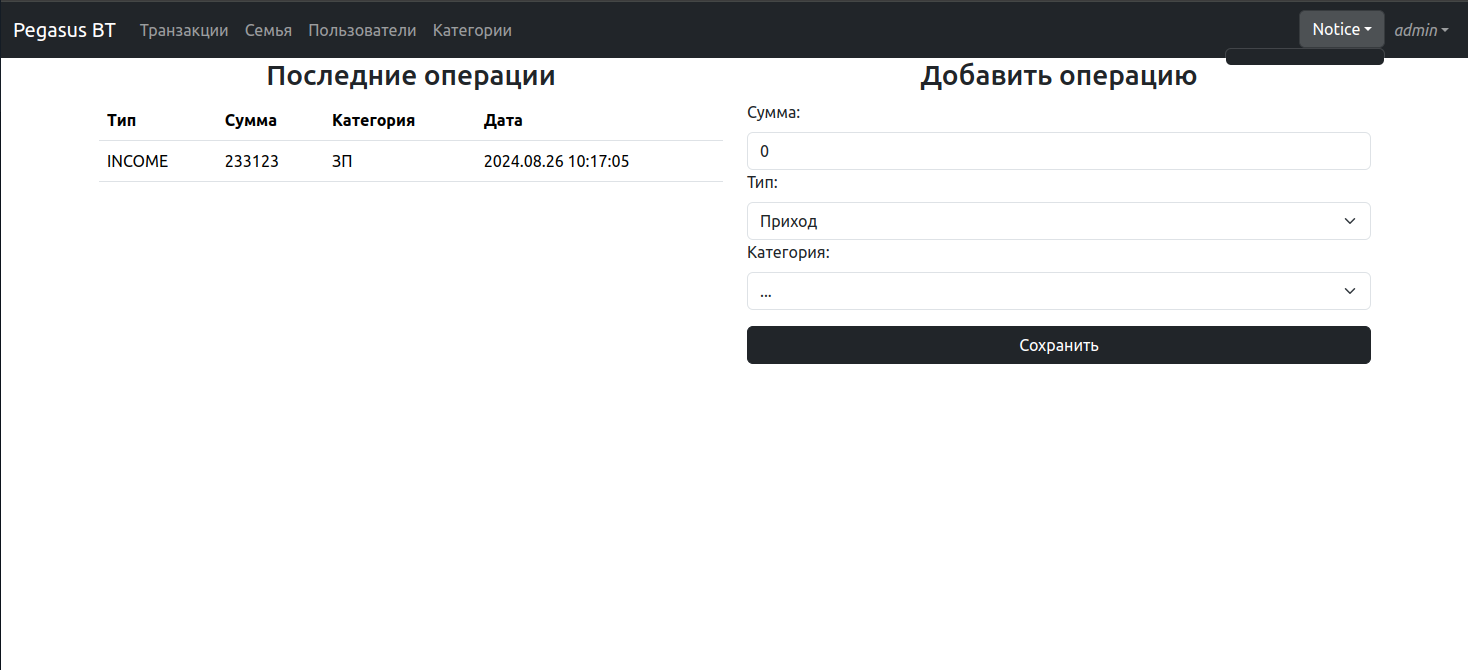 Pegasus BT Транзакции Семья Пользователи Категории Notice admin
Последние операции
Тип Сумма Категория Дата
INCOME 233123 ЗП 2024.08.26 10:17:05
Добавить операцию
Сумма:
0
Тип:
Приход
Категория:
...
Сохранить